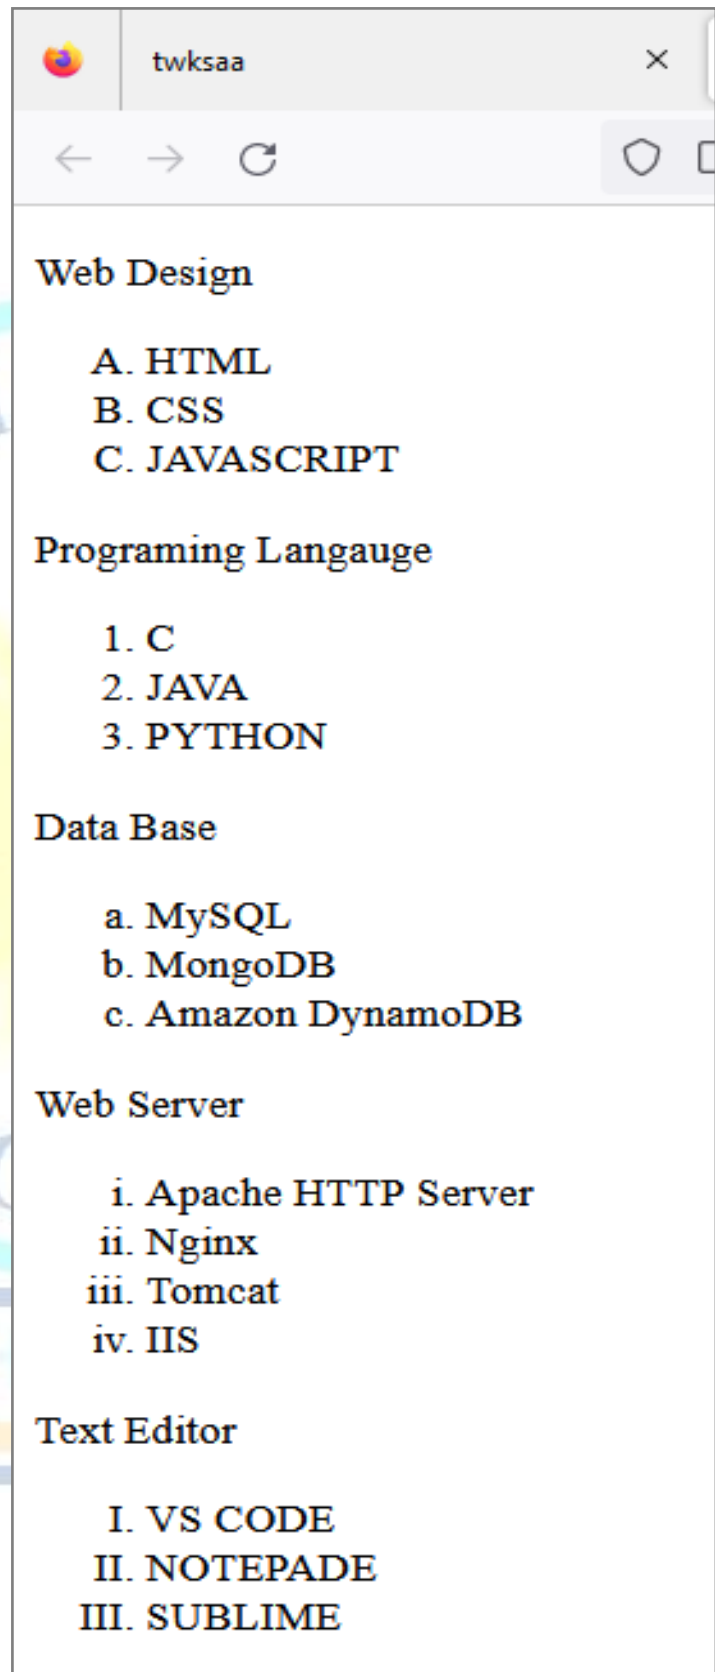 twksaa
Web Design
A. HTML
B. CSS
C. JAVASCRIPT
Programing Langauge
1. C
2. JAVA
3. PYTHON
Data Base
a. MySQL
b. MongoDB
c. Amazon DynamoDB
Web Server
i. Apache HTTP Server
ii. Nginx
iii. Tomcat
iv. IIS
Text Editor
I. VS CODE
II. NOTEPADE
III. SUBLIME